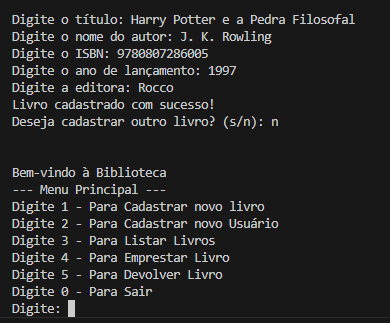 Digite o título: Harry Potter e a Pedra Filosofal
Digite o nome do autor: J. K. Rowling
Digite o ISBN: 9780807286005
Digite o ano de lançamento: 1997
Digite a editora: Rocco
Livro cadastrado com sucesso!
Deseja cadastrar outro livro? (s/n): n
Bem-vindo à Biblioteca
--- Menu Principal ---
Digite 1 - Para Cadastrar novo livro
Digite 2 - Para Cadastrar novo Usuário
Digite 3 - Para Listar Livros
Digite 4 - Para Emprestar Livro
Digite 5 - Para Devolver Livro
Digite 0 - Para Sair
Digite: